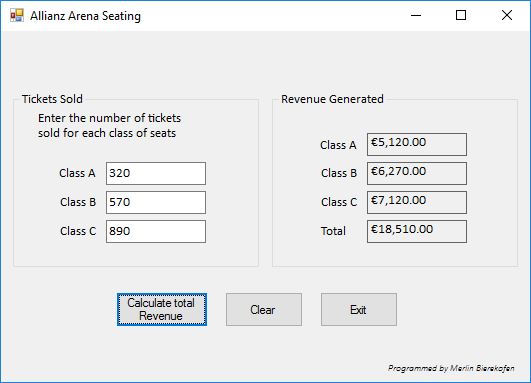 Allianz Arena Seating
Tickets Sold
Enter the number of tickets
sold for each class of seats
Class A 320
Class B 570
Class C 890
Revenue Generated
Class A €5,120.00
Class B €6,270.00
Class C €7,120.00
Total €18,510.00
Calculate total
Revenue
Clear
Exit
Programmed by Merlin Bierekofen